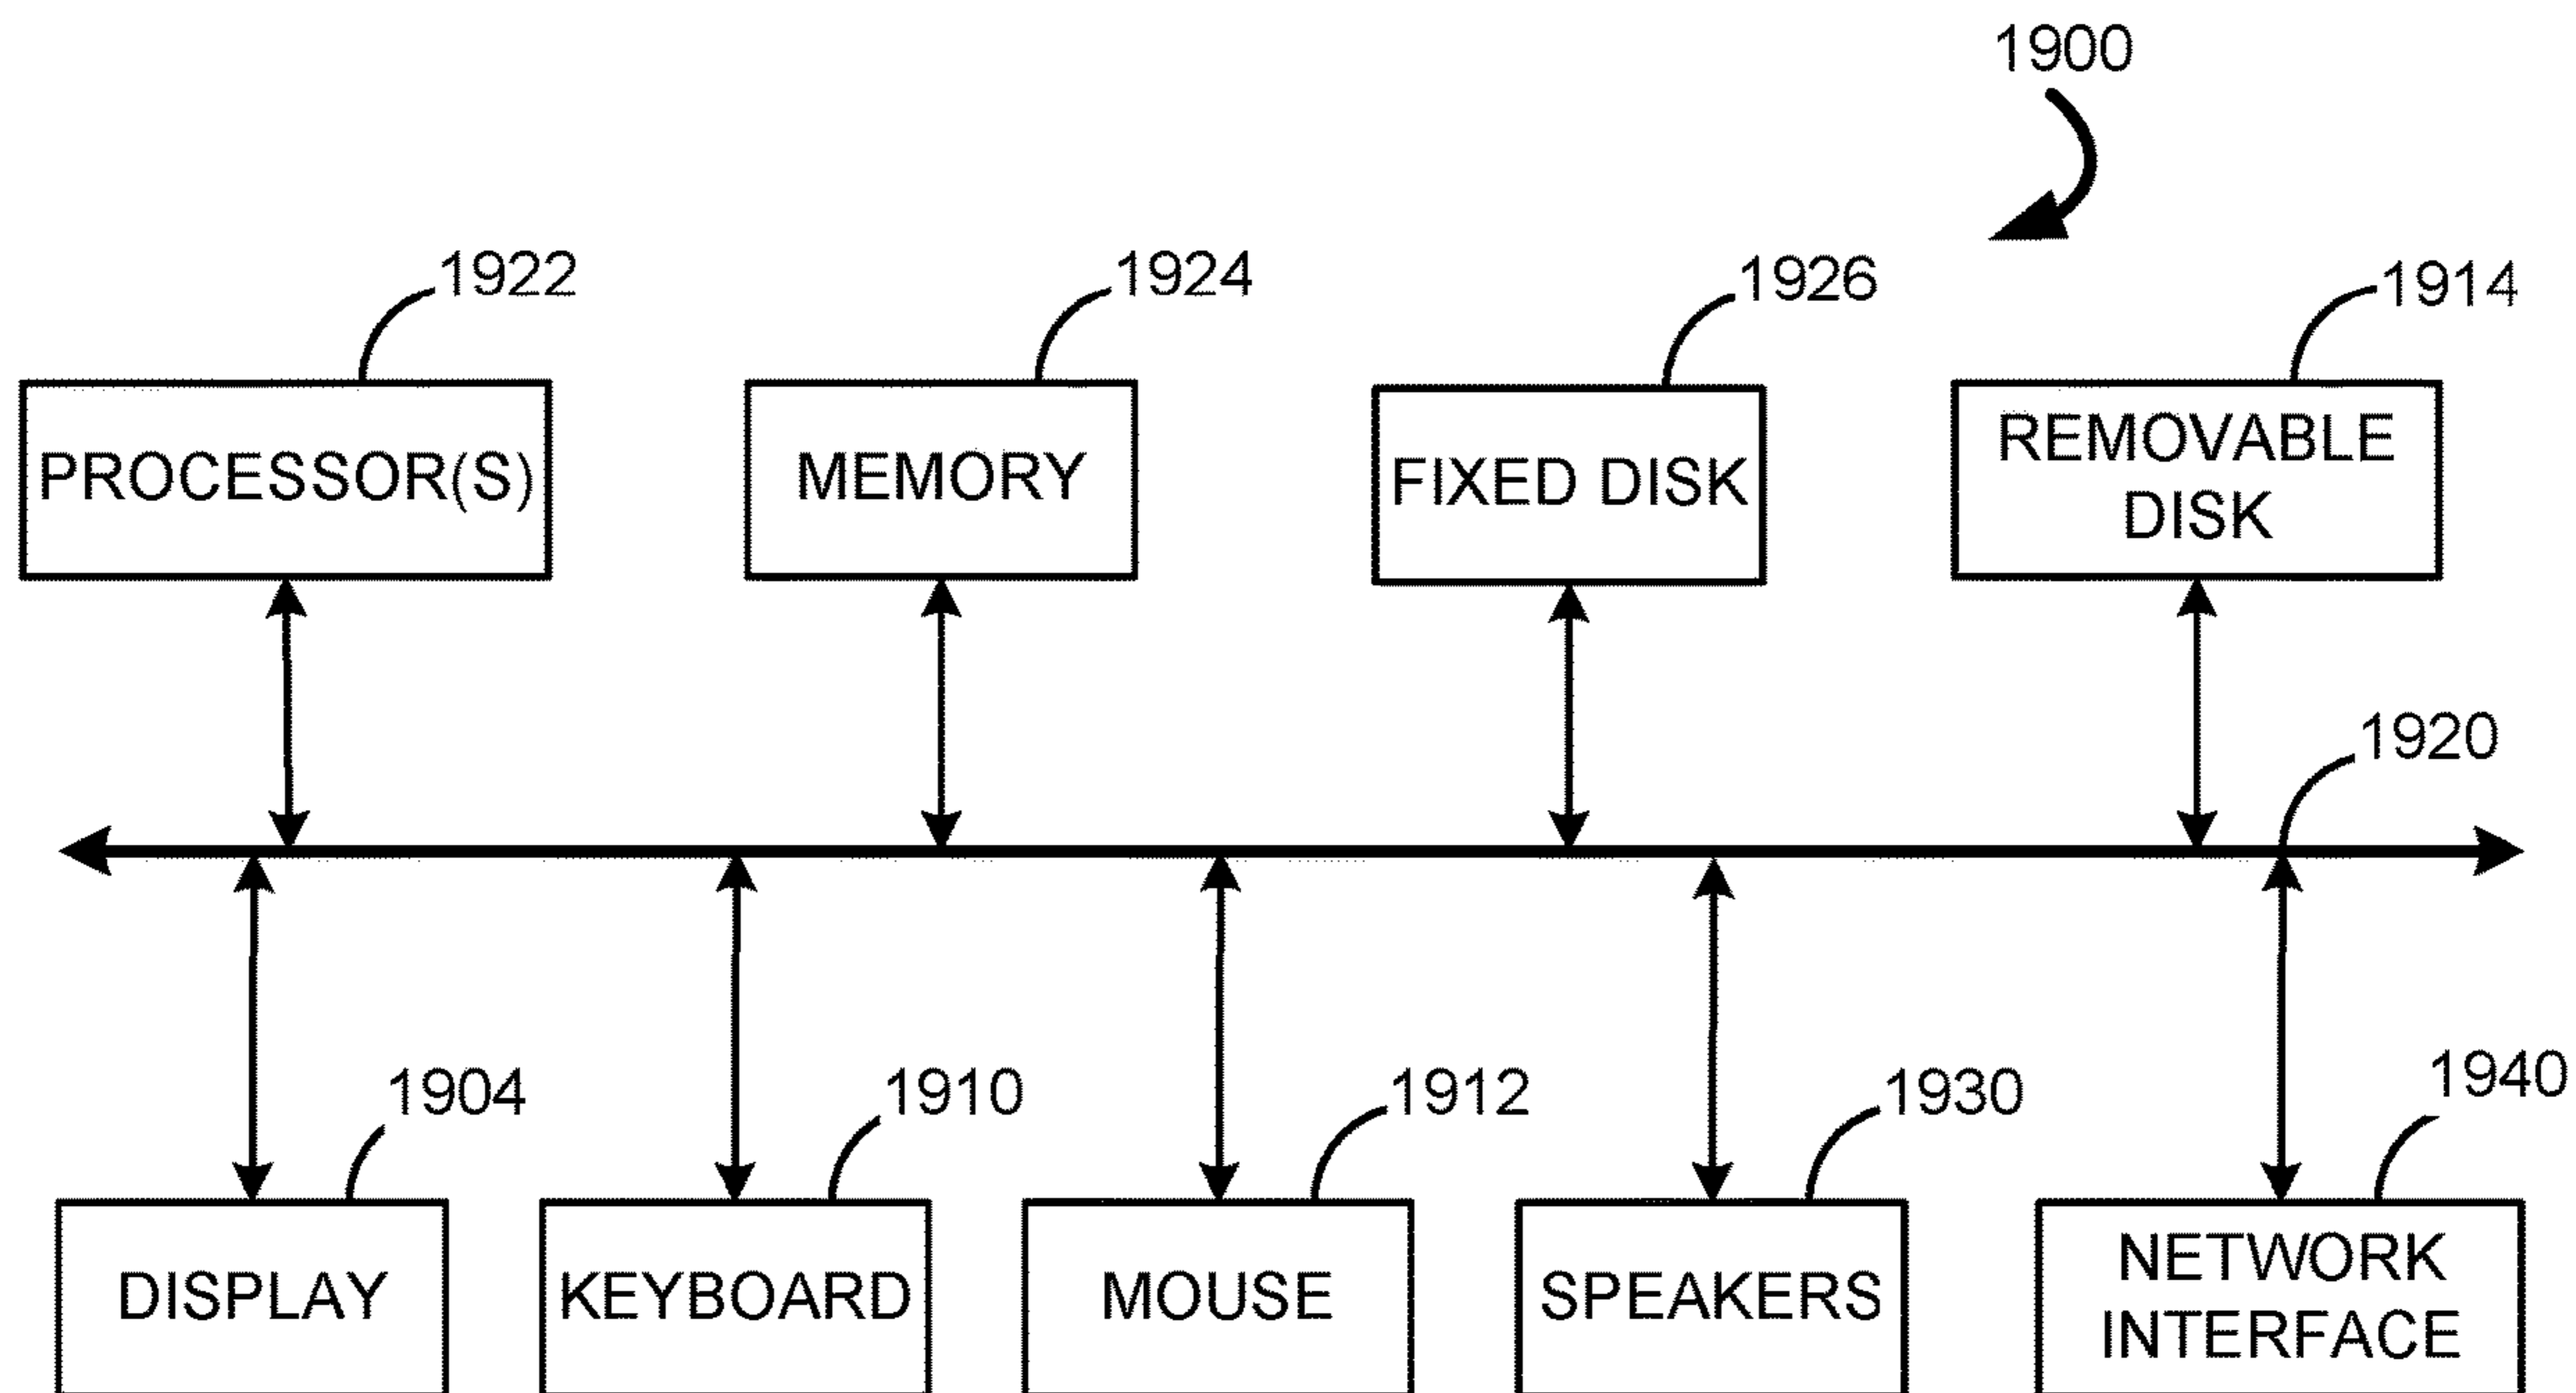 1900
1922
1924
1926
1914
PROCESSOR(S)
MEMORY
FIXED DISK
REMOVABLE
DISK
1920
1904
1910
1912
1930
1940
DISPLAY
KEYBOARD
MOUSE
SPEAKERS
NETWORK
INTERFACE